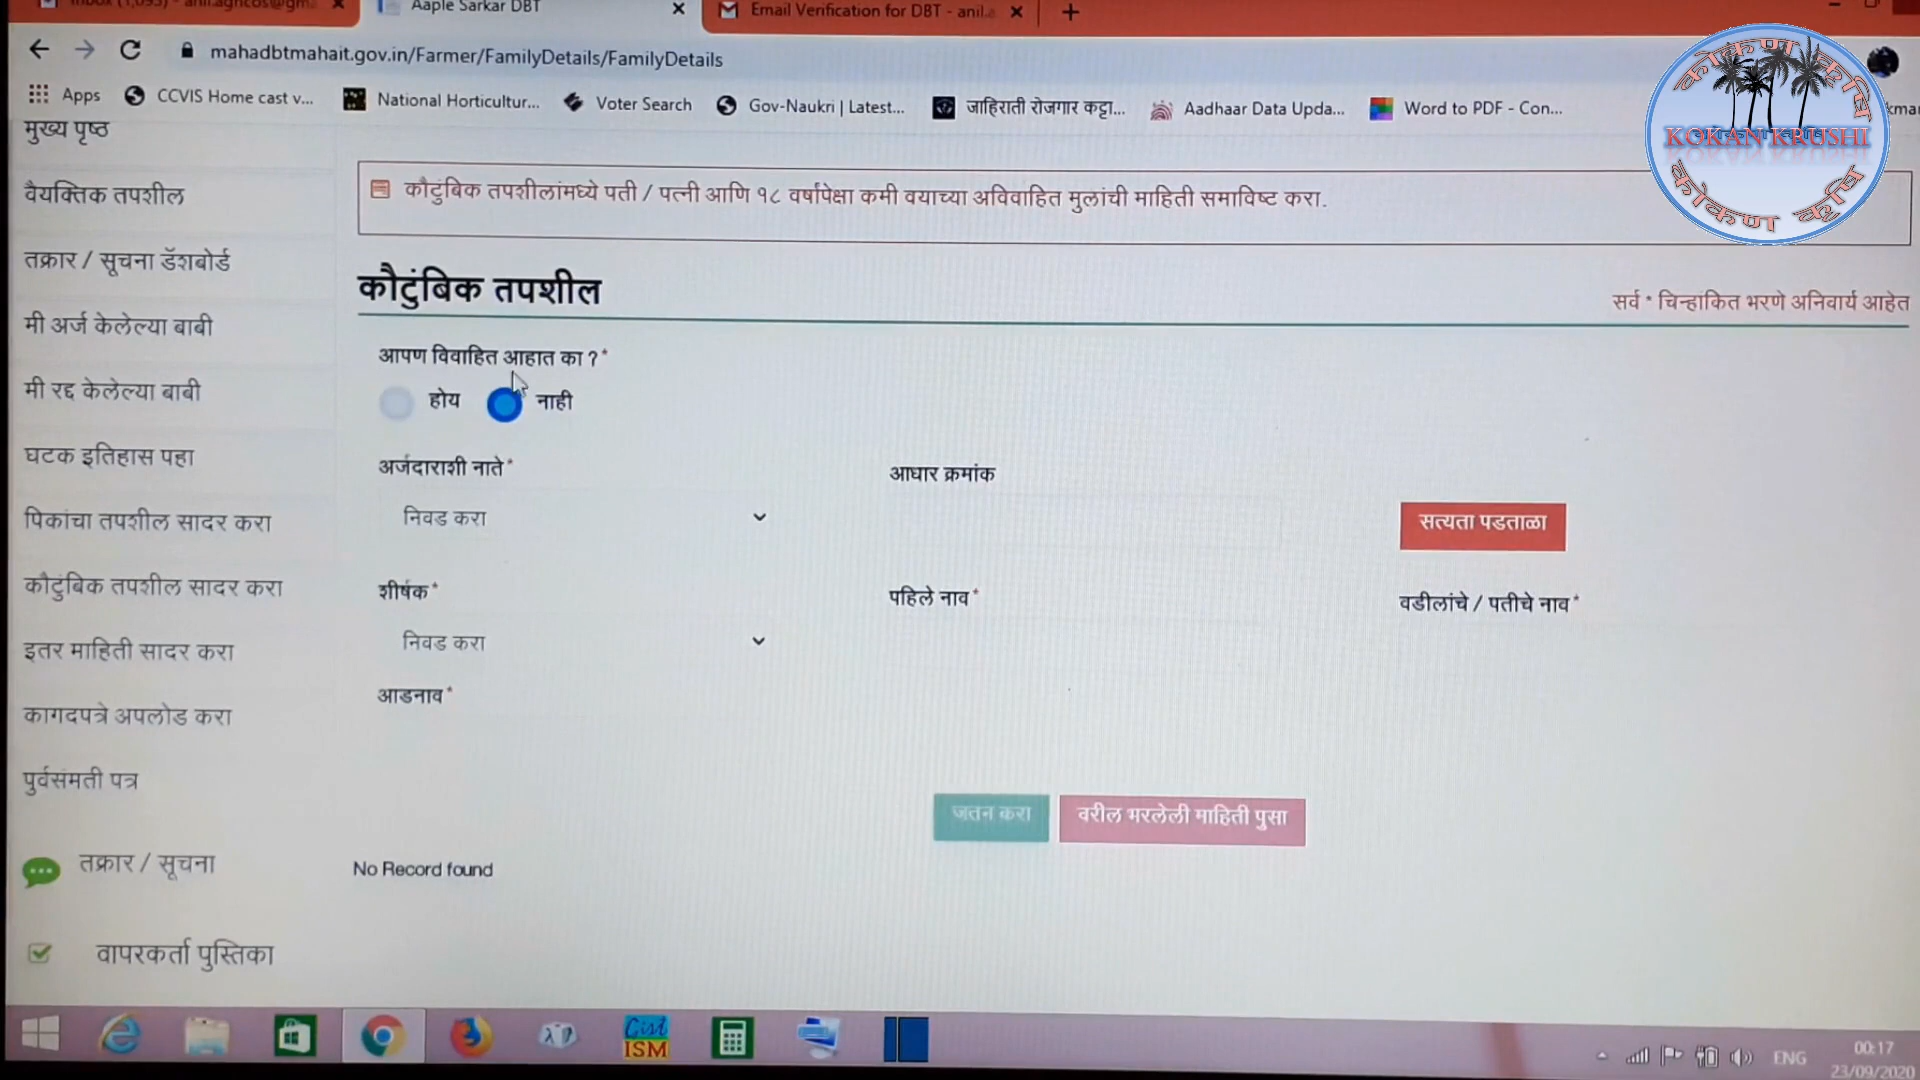 Aaple Sarkar DBT
Email Verification for DBT - anil.a
mahadbtmahait.gov.in/Farmer/FamilyDetails/FamilyDetails
Apps CCVIS Home cast v... National Horticultur... Voter Search Gov-Naukri | Latest... जाहिराती रोजगार कट्टा... Aadhaar Data Upda... Word to PDF - Con...
कोकण कृषि
KOKAN KRUSHI
कोकण कृषि
मुख्य पृष्ठ
वैयक्तिक तपशील
तक्रार / सूचना डॅशबोर्ड
मी अर्ज केलेल्या बाबी
मी रद्द केलेल्या बाबी
घटक इतिहास पहा
पिकांचा तपशील सादर करा
कौटुंबिक तपशील सादर करा
इतर माहिती सादर करा
कागदपत्रे अपलोड करा
पुर्वसंमती पत्र
तक्रार / सूचना
वापरकर्ता पुस्तिका
कौटुंबिक तपशीलांमध्ये पती / पत्नी आणि १८ वर्षांपेक्षा कमी वयाच्या अविवाहित मुलांची माहिती समाविष्ट करा.
कौटुंबिक तपशील
सर्व * चिन्हांकित भरणे अनिवार्य आहेत
आपण विवाहित आहात का ?*
होय नाही
अर्जदाराशी नाते* आधार क्रमांक
निवड करा सत्यता पडताळा
शीर्षक* पहिले नाव* वडीलांचे / पतीचे नाव*
निवड करा
आडनाव*
जतन करा वरील भरलेली माहिती पुसा
No Record found
ISM
ENG
00:17
23/09/2020